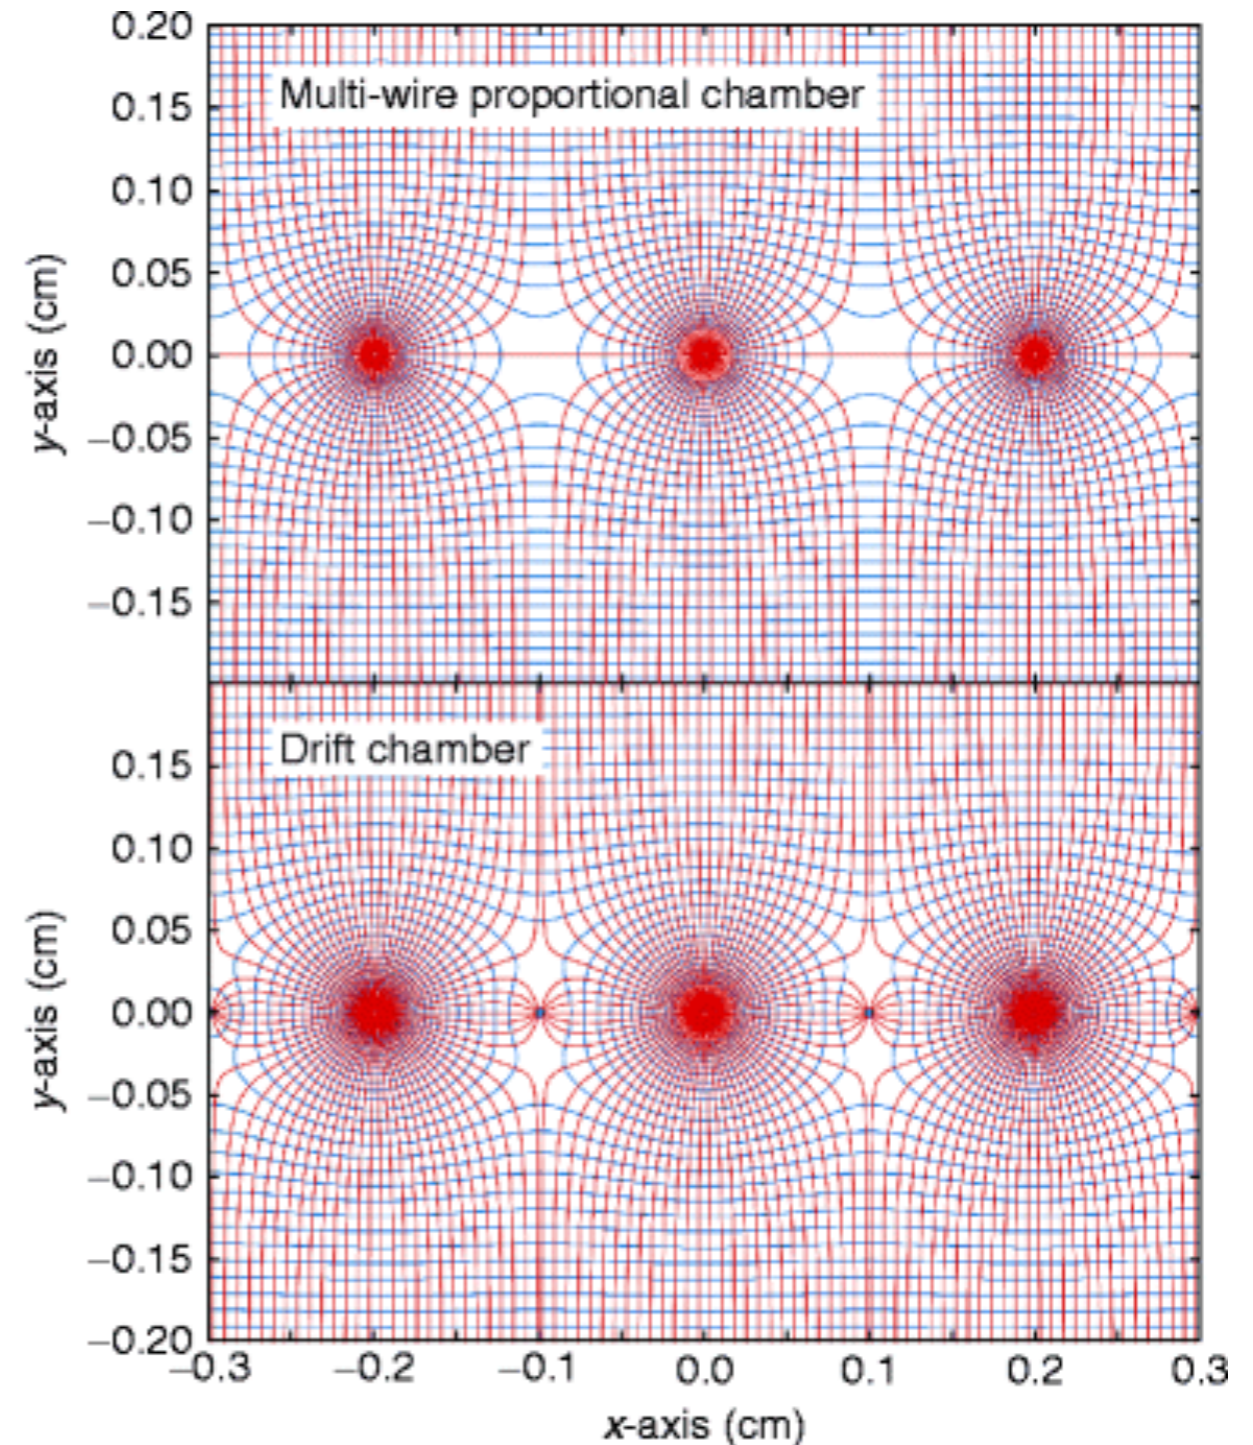 0.20
Multi-wire proportional chamber
0.15
0.10
0.05
0.00
−0.05
−0.10
−0.15
y-axis (cm)
Drift chamber
0.15
0.10
0.05
0.00
−0.05
−0.10
−0.15
−0.20
y-axis (cm)
−0.3 −0.2 −0.1 0.0 0.1 0.2 0.3
x-axis (cm)